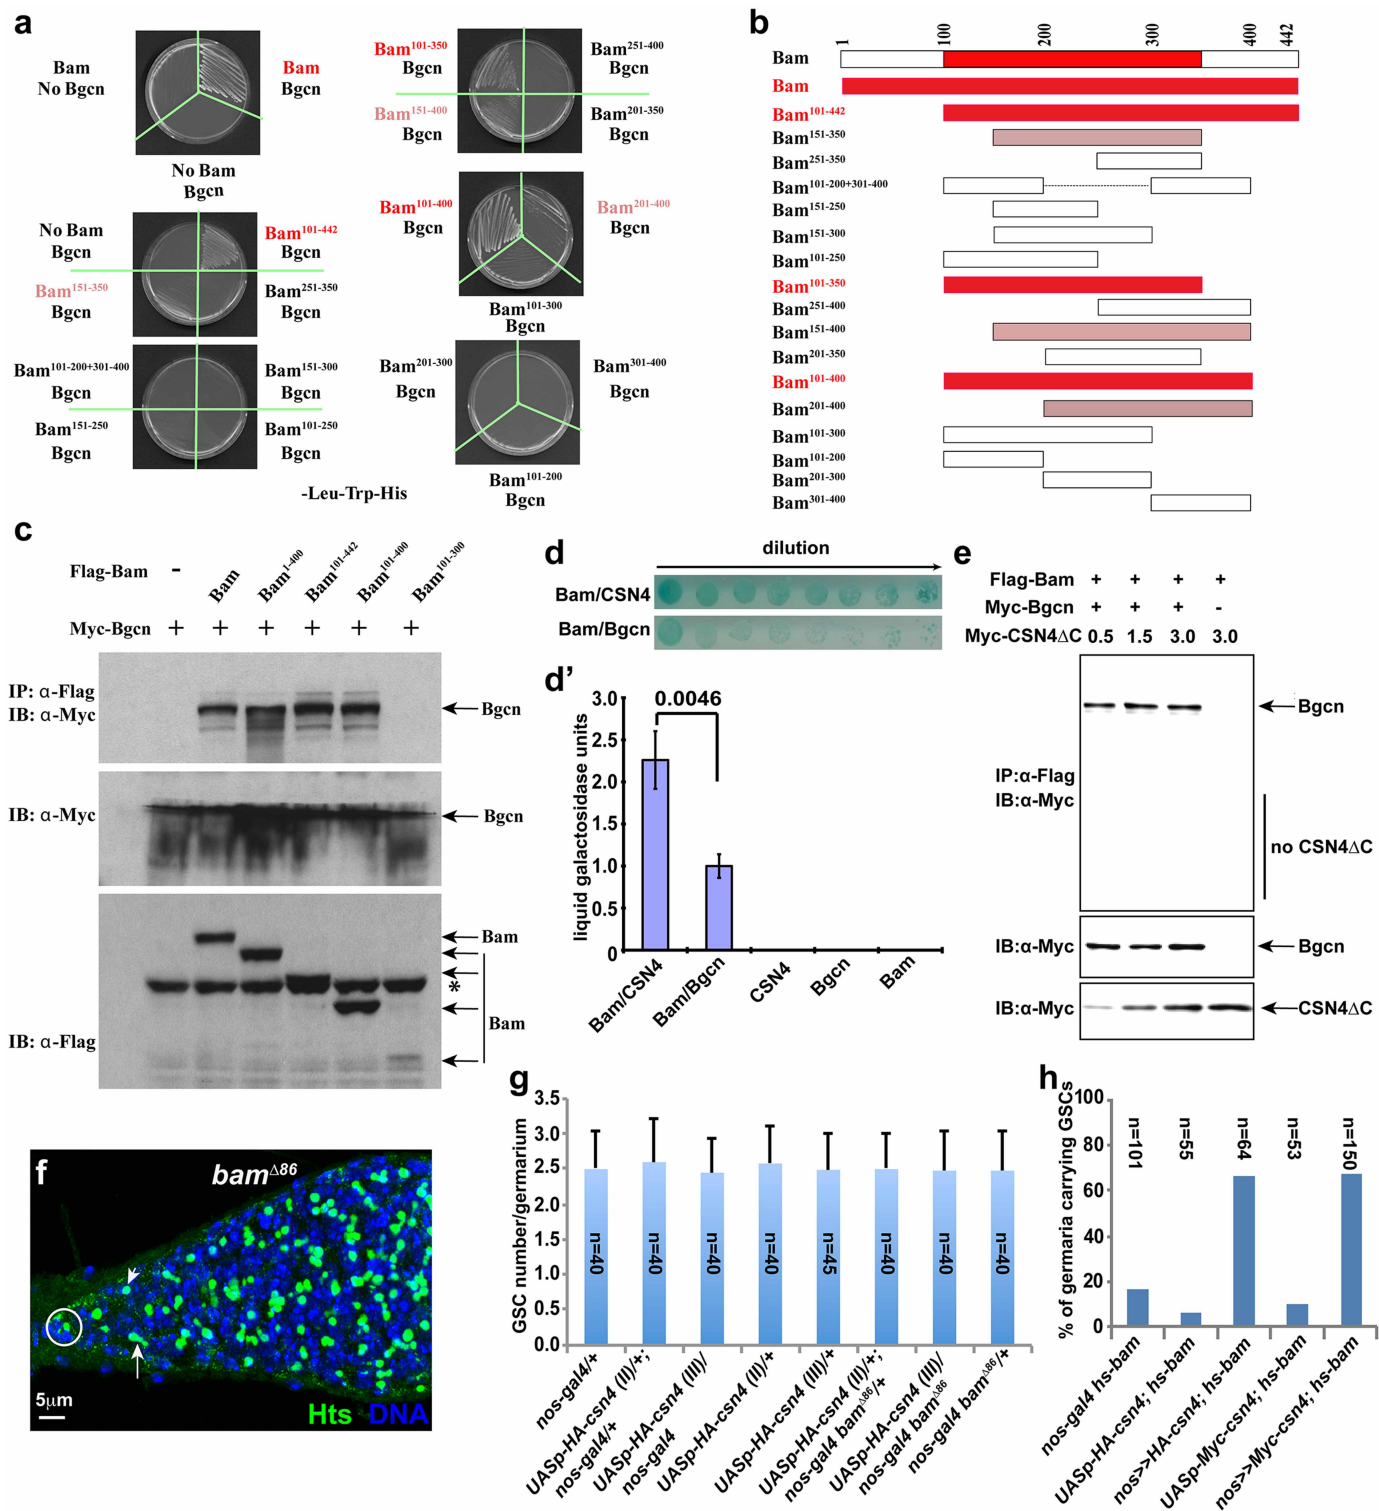 a
Bam
No Bgcn
Bam
Bgcn
No Bam
Bgcn
Bam101-350
Bgcn
Bam251-400
Bgcn
Bam151-400
Bgcn
Bam201-350
Bgcn
No Bam
Bgcn
Bam101-442
Bgcn
Bam151-350
Bgcn
Bam251-350
Bgcn
Bam101-400
Bgcn
Bam201-400
Bgcn
Bam101-300
Bgcn
Bam101-200+301-400
Bgcn
Bam151-300
Bgcn
Bam151-250
Bgcn
Bam101-250
Bgcn
Bam201-300
Bgcn
Bam301-400
Bgcn
Bam101-200
Bgcn
-Leu-Trp-His
b
1 100 200 300 400 442
Bam
Bam
Bam101-442
Bam151-350
Bam251-350
Bam101-200+301-400
Bam151-250
Bam151-300
Bam101-250
Bam101-350
Bam251-400
Bam151-400
Bam201-350
Bam101-400
Bam201-400
Bam101-300
Bam101-200
Bam201-300
Bam301-400
c
Flag-Bam - Bam Bam1-400 Bam101-442 Bam101-400 Bam101-300
Myc-Bgcn + + + + + +
IP: α-Flag
IB: α-Myc
Bgcn
IB: α-Myc
Bgcn
Bam
*
Bam
IB: α-Flag
d
dilution
Bam/CSN4
Bam/Bgcn
d’
liquid galactosidase units
3.0
2.5
2.0
1.5
1.0
0.5
0
0.0046
Bam/CSN4 Bam/Bgcn CSN4 Bgcn Bam
e
Flag-Bam + + + +
Myc-Bgcn + + + -
Myc-CSN4ΔC 0.5 1.5 3.0 3.0
Bgcn
IP:α-Flag
IB:α-Myc
no CSN4ΔC
IB:α-Myc
Bgcn
IB:α-Myc
CSN4ΔC
f
bamΔ86
5μm
Hts DNA
g
GSC number/germarium
3.5
3.0
2.5
2.0
1.5
1.0
0.5
0.0
n=40 n=40 n=40 n=40 n=45 n=40 n=40 n=40
nos-gal4/+
UASp-HA-csn4 (II)/+;
nos-gal4/+
UASp-HA-csn4 (III)/
nos-gal4
UASp-HA-csn4 (II)/+
UASp-HA-csn4 (III)/+
UASp-HA-csn4 (II)/+;
nos-gal4 bamΔ86/+
UASp-HA-csn4 (III)/
nos-gal4 bamΔ86
nos-gal4 bamΔ86/+
h
% of germaria carrying GSCs
100
80
60
40
20
0
n=101 n=55 n=64 n=53 n=150
nos-gal4 hs-bam
UASp-HA-csn4; hs-bam
nos>>HA-csn4; hs-bam
UASp-Myc-csn4; hs-bam
nos>>Myc-csn4; hs-bam